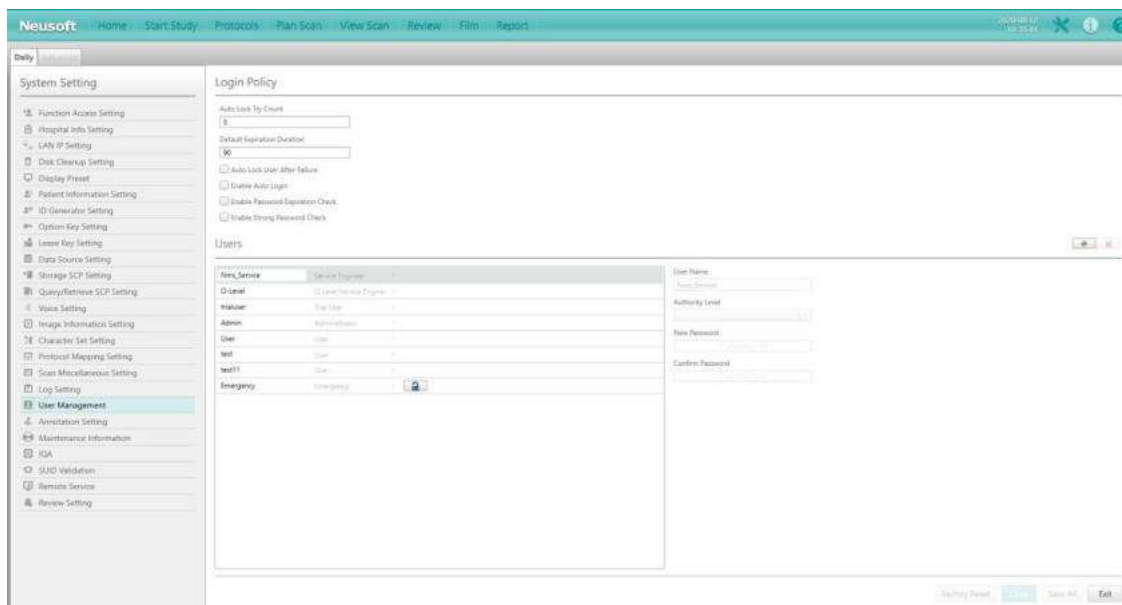 Neusoft Home Start Study Protocols Plan Scan View Scan Review Film Report
Daily
System Setting
Function Access Setting
Hospital Info Setting
LAN IP Setting
Disk Cleanup Setting
Display Preset
Patient Information Setting
ID Generator Setting
Option Key Setting
Lease Key Setting
Data Source Setting
Storage SCP Setting
Query/Retrieve SCP Setting
Voice Setting
Image Information Setting
Character Set Setting
Protocol Mapping Setting
Scan Miscellaneous Setting
Log Setting
User Management
Annotation Setting
Maintenance Information
IQA
SUID Validation
Remote Service
Review Setting
Login Policy
Auto Lock Try Count
Default Expiration Duration
90
Auto Lock User After Failure
Enable Auto Login
Enable Password Expiration Check
Enable Strong Password Check
Users
Nms_Service Service Engineer
O-Level O Level Service Engineer
trialuser Trial User
Admin Administrator
User User
test User
test11 User
Emergency Emergency
User Name
Nms_Service
Authority Level
New Password
Confirm Password
Factory Reset Save All Exit